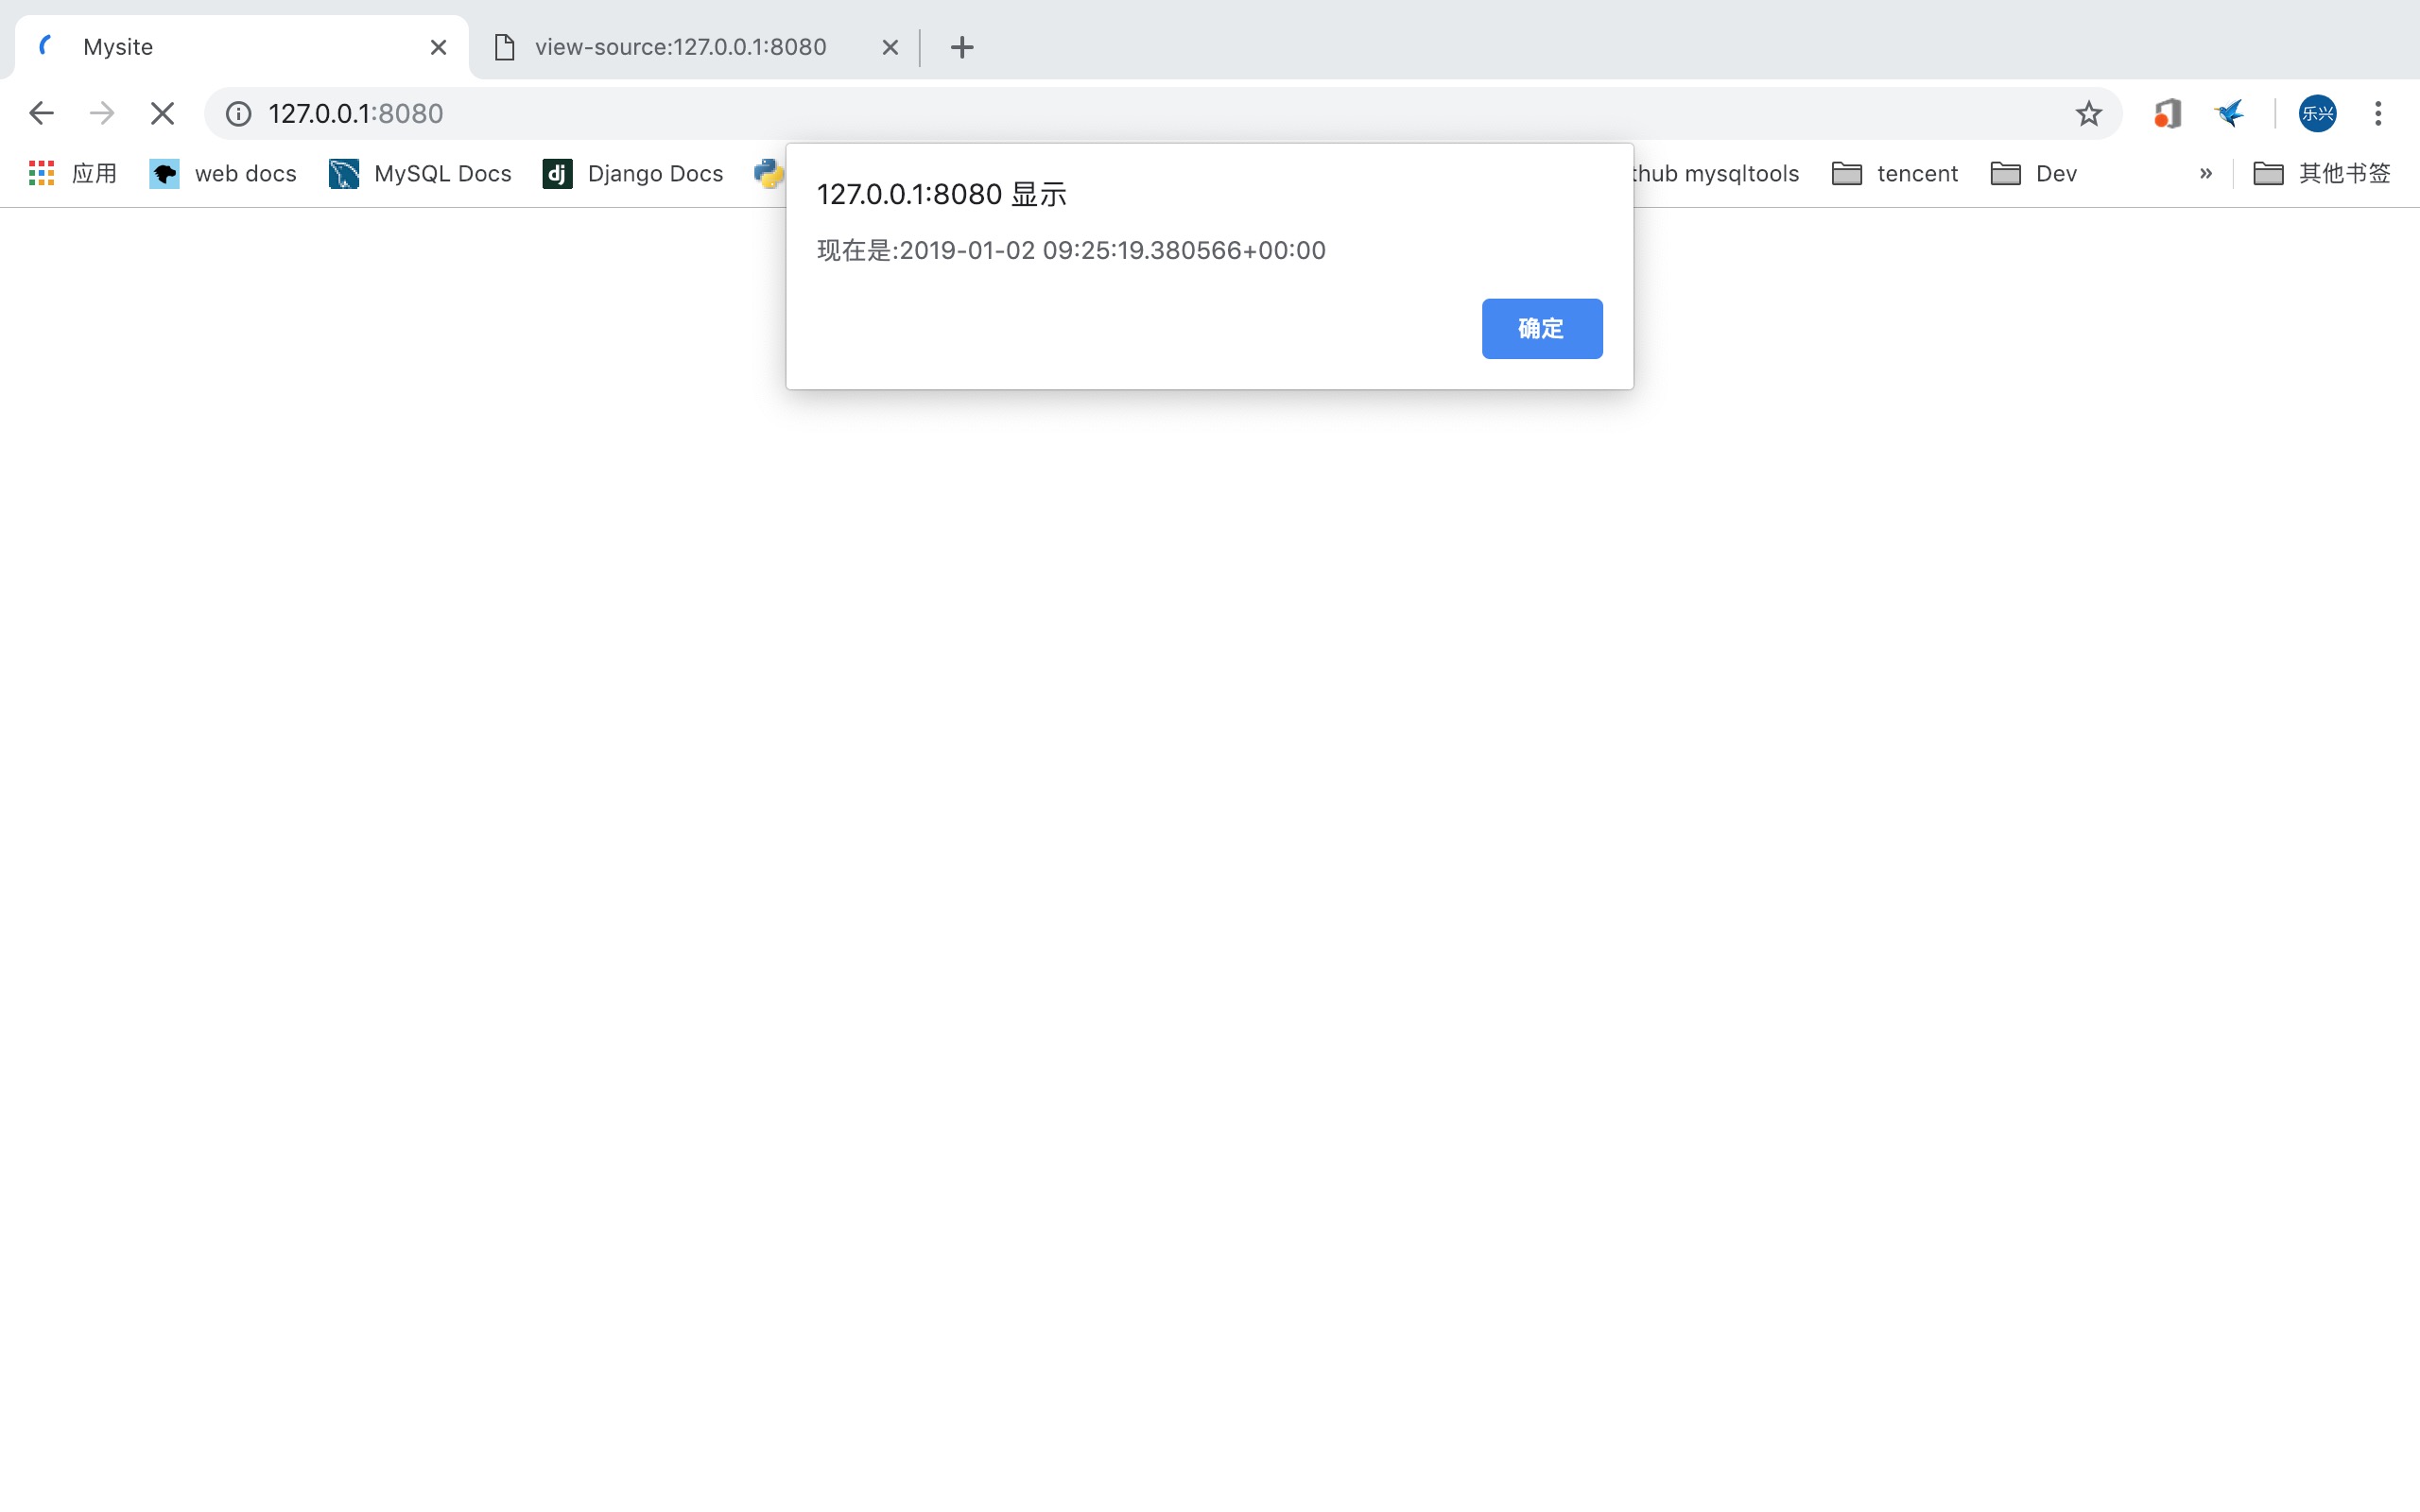 Mysite
view-source:127.0.0.1:8080
127.0.0.1:8080
乐兴
应用
web docs
MySQL Docs
dj
Django Docs
thub mysqltools
tencent
Dev
»
其他书签
127.0.0.1:8080 显示
现在是:2019-01-02 09:25:19.380566+00:00
确定